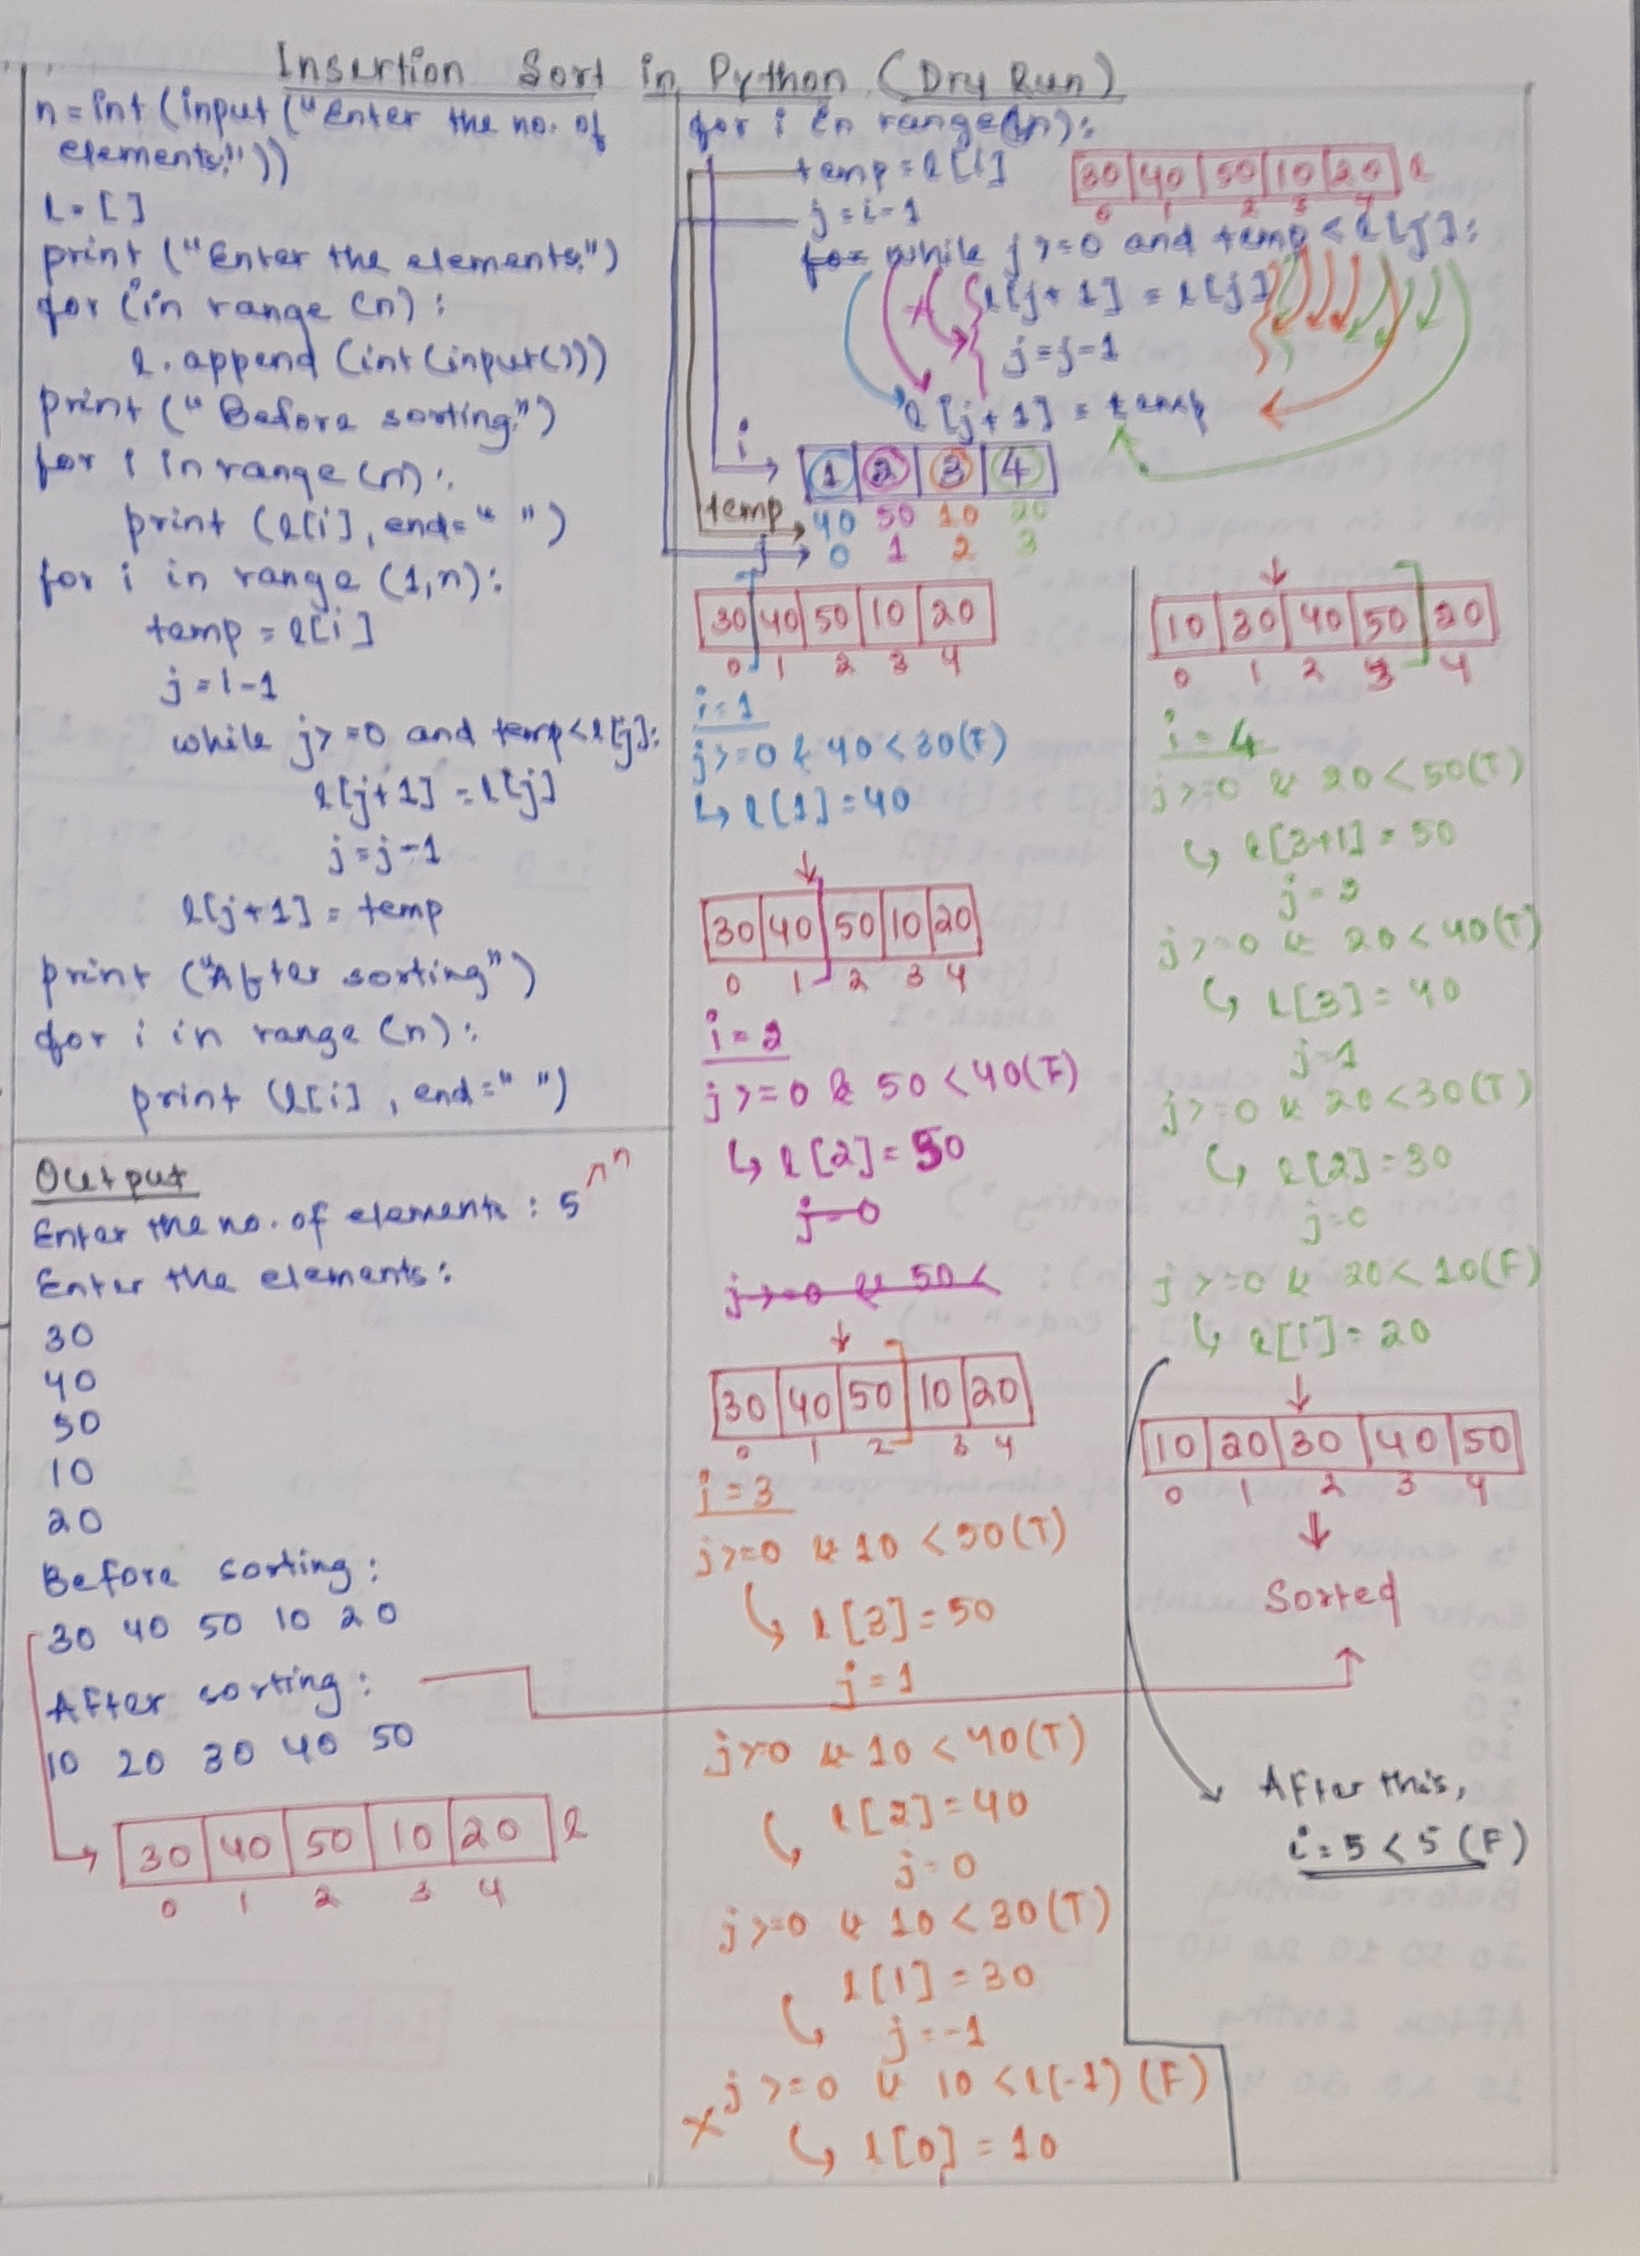 Insertion Sort in Python (Dry Run)
n = int (input ("Enter the no. of
elements:"))
l = [ ]
print ("Enter the elements:")
for i in range (n) :
l. append (int (input()))
print ("Before sorting:")
for i in range (n) :
print (l[i], end=" ")
for i in range (1,n):
temp = l[i]
j = i-1
while j>=0 and temp<l[j]:
l[j+1] = l[j]
j = j-1
l[j+1] = temp
print ("After sorting")
for i in range (n) :
print (l[i] , end=" ")
Output
Enter the no. of elements : 5
Enter the elements :
30
40
50
10
20
Before sorting :
30 40 50 10 20
After sorting :
10 20 30 40 50
30 40 50 10 20 l
0 1 2 3 4
for i in range(n):
temp = l[i]
30 40 50 10 20 l
j = i-1
0 1 2 3 4
for while j >=0 and temp < l[j]:
l[j+1] = l[j]
j = j-1
l[j+1] = temp
i
1 2 3 4
temp 40 50 10 20
j 0 1 2 3
30 40 50 10 20
0 1 2 3 4
i=1
j>=0 & 40<30(F)
↳ l[1]=40
30 40 50 10 20
0 1 2 3 4
i=2
j>=0 & 50<40(F)
↳ l[2]=50
j=0
j>=0 & 50<
30 40 50 10 20
0 1 2 3 4
i=3
j>=0 & 10<50(T)
↳ l[3]=50
j=1
j>0 & 10<40(T)
l[2]=40
j=0
j>=0 & 10<30(T)
l[1]=30
j=-1
x j>=0 & 10<l(-1) (F)
↳ l[0]=10
10 30 40 50 20
0 1 2 3 4
i=4
j>=0 & 20<50(T)
↳ l[3+1]=50
j=2
j>=0 & 20<40(T)
↳ l[3]=40
j=1
j>=0 & 20<30(T)
↳ l[2]=30
j=0
j>=0 & 20<10(F)
↳ l[1]=20
10 20 30 40 50
0 1 2 3 4
Sorted
After this,
i=5<5 (F)